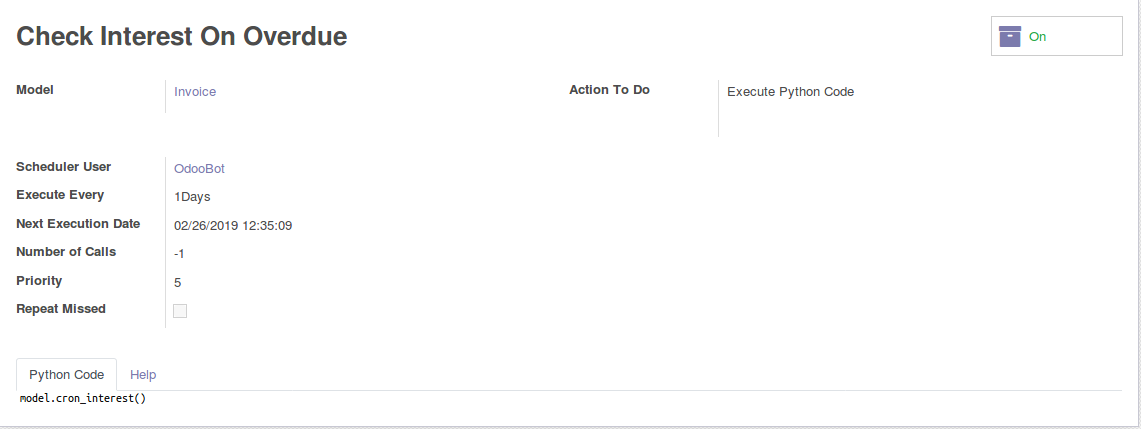 Check Interest On Overdue
On
Model
Invoice
Action To Do
Execute Python Code
Scheduler User
OdooBot
Execute Every
1Days
Next Execution Date
02/26/2019 12:35:09
Number of Calls
-1
Priority
5
Repeat Missed
Python Code
Help
model.cron_interest()